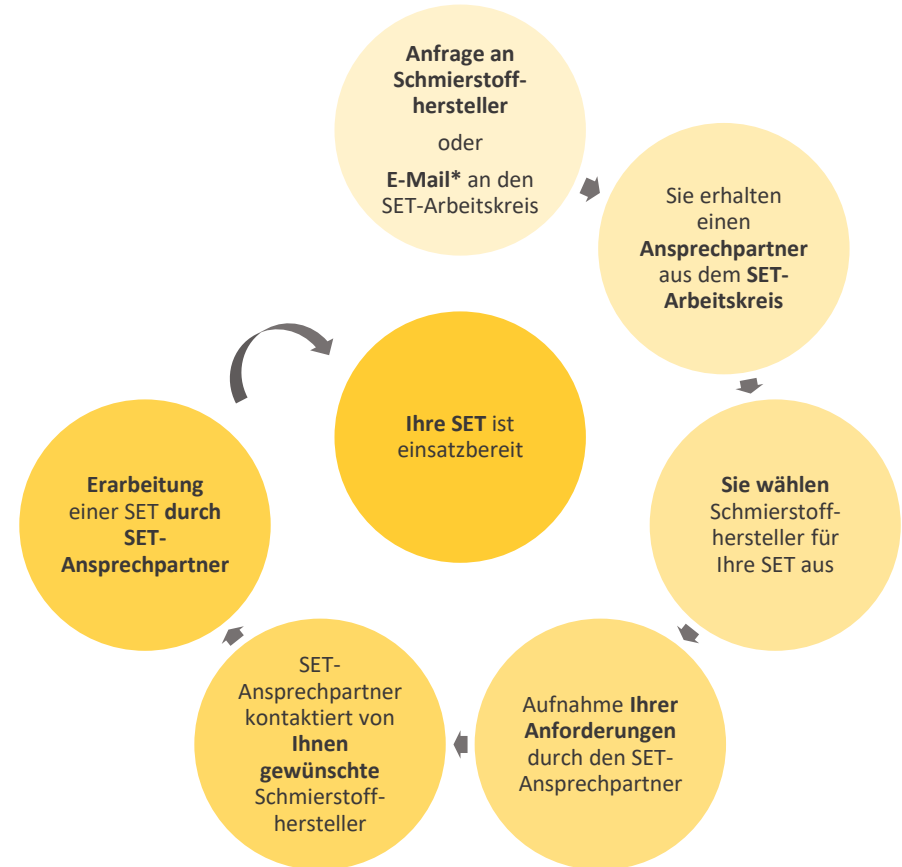 Anfrage an
Schmierstoff-
hersteller
oder
E-Mail* an den
SET-Arbeitskreis
Sie erhalten
einen
Ansprechpartner
aus dem SET-
Arbeitskreis
Sie wählen
Schmierstoff-
hersteller für
Ihre SET aus
Aufnahme Ihrer
Anforderungen
durch den SET-
Ansprechpartner
SET-
Ansprechpartner
kontaktiert von
Ihnen
gewünschte
Schmierstoff-
hersteller
Erarbeitung
einer SET durch
SET-
Ansprechpartner
Ihre SET ist
einsatzbereit